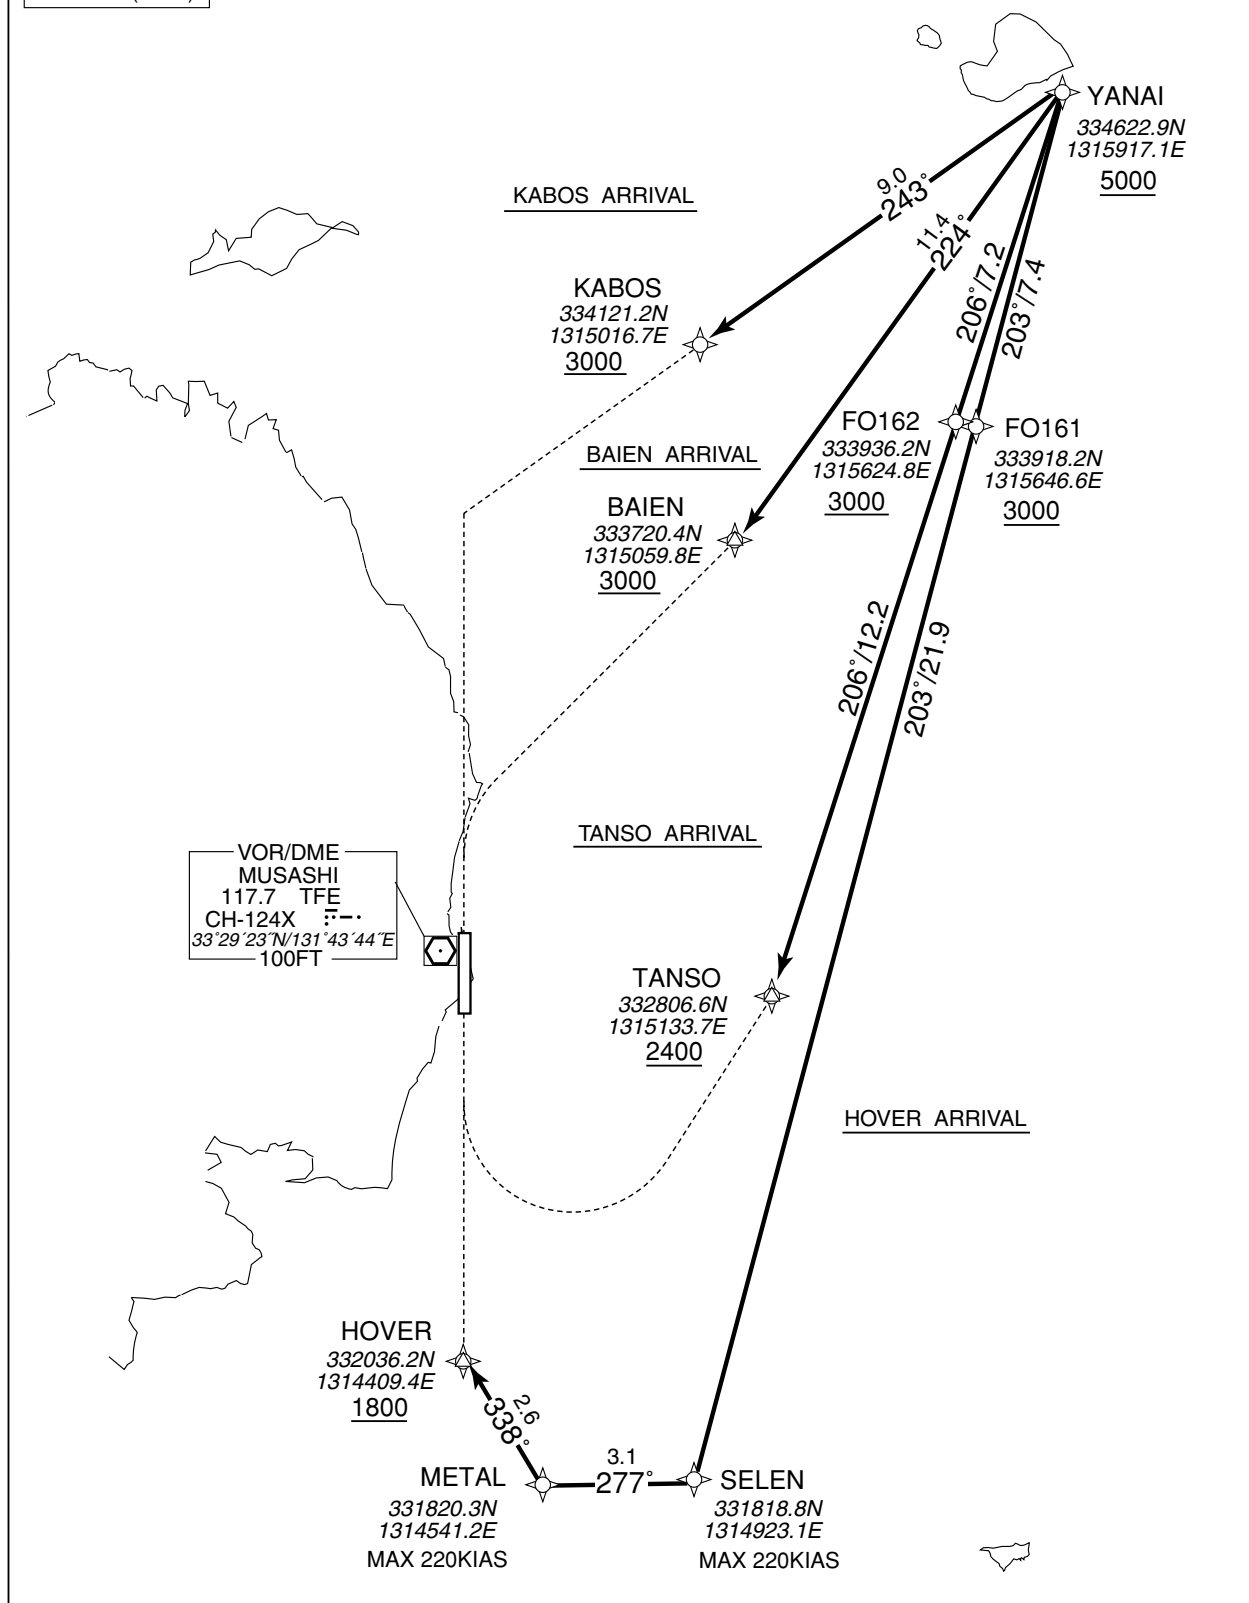 YANAI
334622.9N
1315917.1E
5000
9.0
243°
KABOS ARRIVAL
11.4
224°
206°/7.2
203°/7.4
KABOS
334121.2N
1315016.7E
3000
FO162
333936.2N
1315624.8E
3000
FO161
333918.2N
1315646.6E
3000
BAIEN ARRIVAL
BAIEN
333720.4N
1315059.8E
3000
206°/12.2
203°/21.9
TANSO ARRIVAL
VOR/DME
MUSASHI
117.7 TFE
CH-124X
33°29´23˝N/131°43´44˝E
100FT
TANSO
332806.6N
1315133.7E
2400
HOVER ARRIVAL
HOVER
332036.2N
1314409.4E
1800
2.6
338°
3.1
277°
METAL
331820.3N
1314541.2E
MAX 220KIAS
SELEN
331818.8N
1314923.1E
MAX 220KIAS